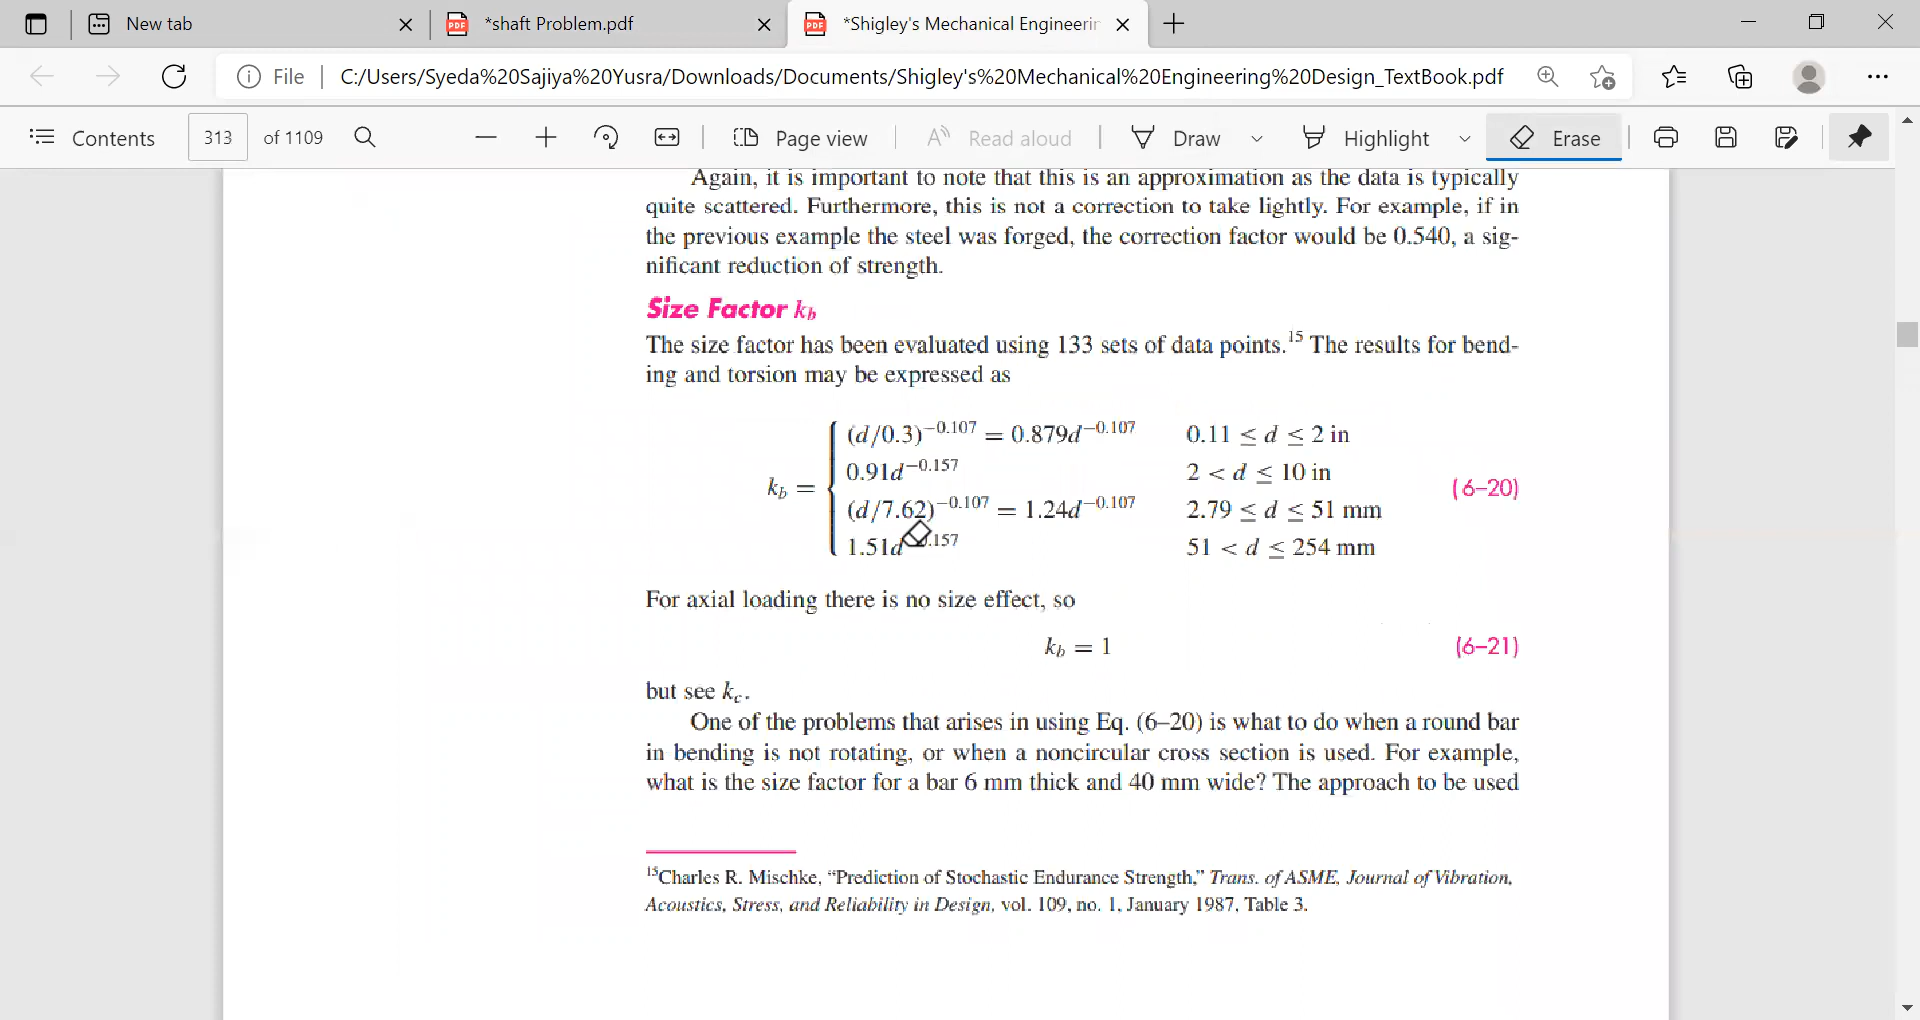 New tab
*shaft Problem.pdf
*Shigley's Mechanical Engineerin
File
C:/Users/Syeda%20Sajiya%20Yusra/Downloads/Documents/Shigley's%20Mechanical%20Engineering%20Design_TextBook.pdf
Contents
313 of 1109
Page view
Read aloud
Draw
Highlight
Erase
Again, it is important to note that this is an approximation as the data is typically
quite scattered. Furthermore, this is not a correction to take lightly. For example, if in
the previous example the steel was forged, the correction factor would be 0.540, a sig-
nificant reduction of strength.
Size Factor k_b
The size factor has been evaluated using 133 sets of data points.¹⁵ The results for bend-
ing and torsion may be expressed as
(d/0.3)^−0.107 = 0.879d^−0.107 0.11 ≤ d ≤ 2 in
0.91d^−0.157 2 < d ≤ 10 in
k_b = (6–20)
(d/7.62)^−0.107 = 1.24d^−0.107 2.79 ≤ d ≤ 51 mm
1.51d .157 51 < d ≤ 254 mm
For axial loading there is no size effect, so
k_b = 1 (6–21)
but see k_c.
One of the problems that arises in using Eq. (6–20) is what to do when a round bar
in bending is not rotating, or when a noncircular cross section is used. For example,
what is the size factor for a bar 6 mm thick and 40 mm wide? The approach to be used
¹⁵Charles R. Mischke, “Prediction of Stochastic Endurance Strength,” Trans. of ASME, Journal of Vibration,
Acoustics, Stress, and Reliability in Design, vol. 109, no. 1, January 1987, Table 3.